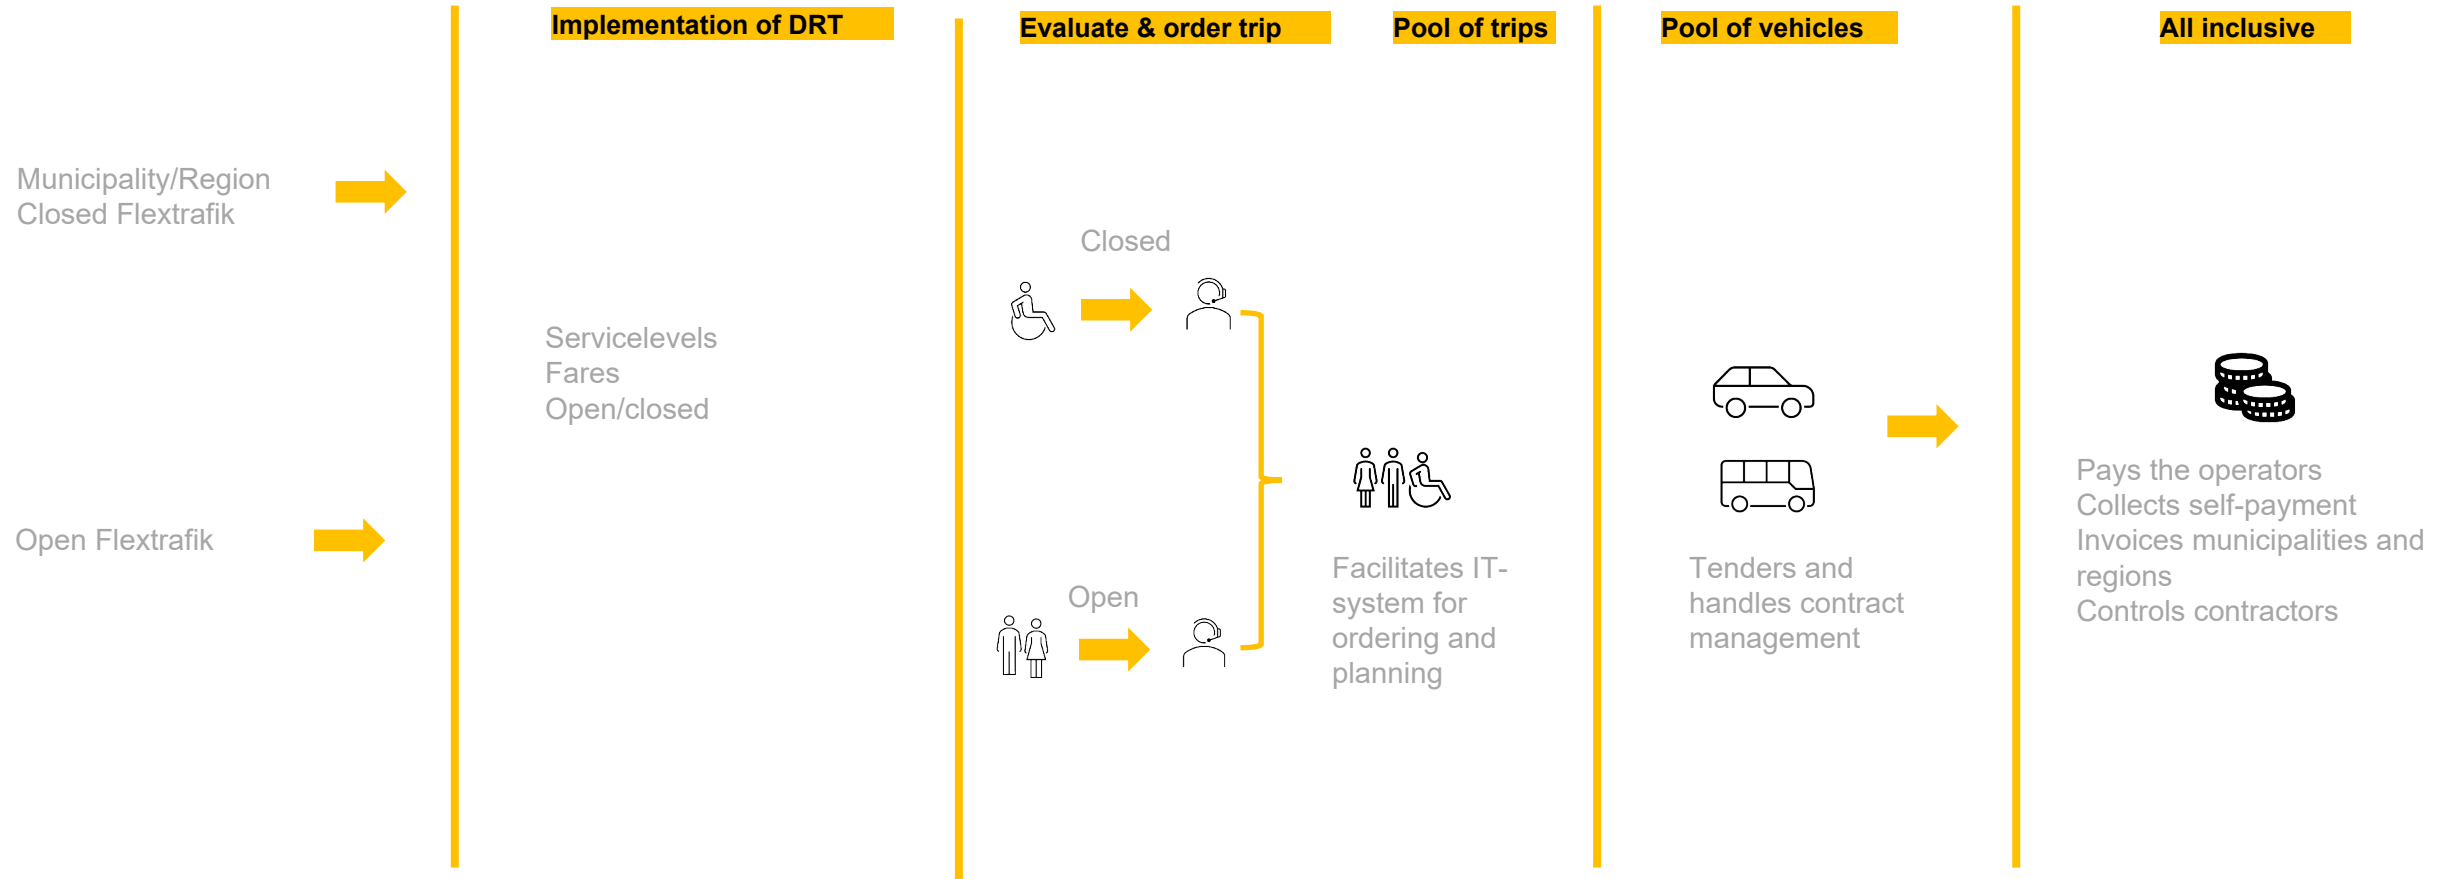 Implementation of DRT
Evaluate & order trip
Pool of trips
Pool of vehicles
All inclusive
Municipality/Region
Closed Flextrafik
Open Flextrafik
Servicelevels
Fares
Open/closed
Closed
Open
Facilitates IT-
system for
ordering and
planning
Tenders and
handles contract
management
Pays the operators
Collects self-payment
Invoices municipalities and
regions
Controls contractors